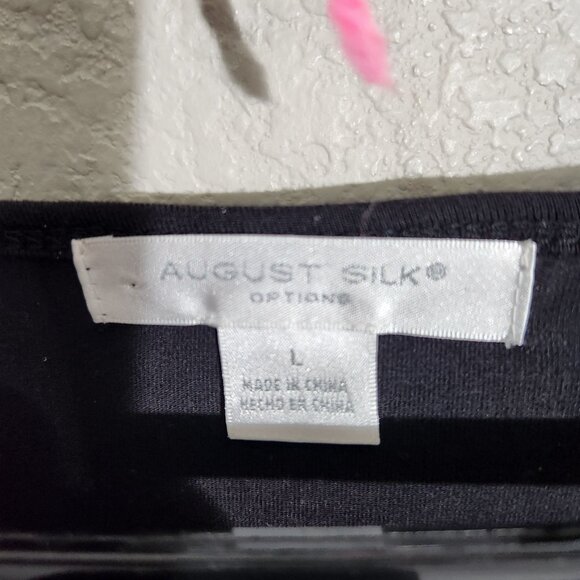 AUGUST SILK®
OPTIONS
L
MADE IN CHINA
HECHO EN CHINA